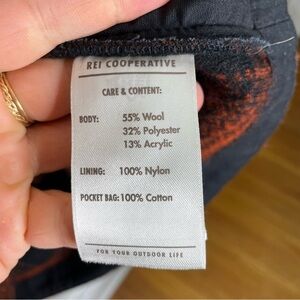 REI COOPERATIVE
CARE & CONTENT:
BODY: 55% Wool
32% Polyester
13% Acrylic
LINING: 100% Nylon
POCKET BAG: 100% Cotton
FOR YOUR OUTDOOR LIFE